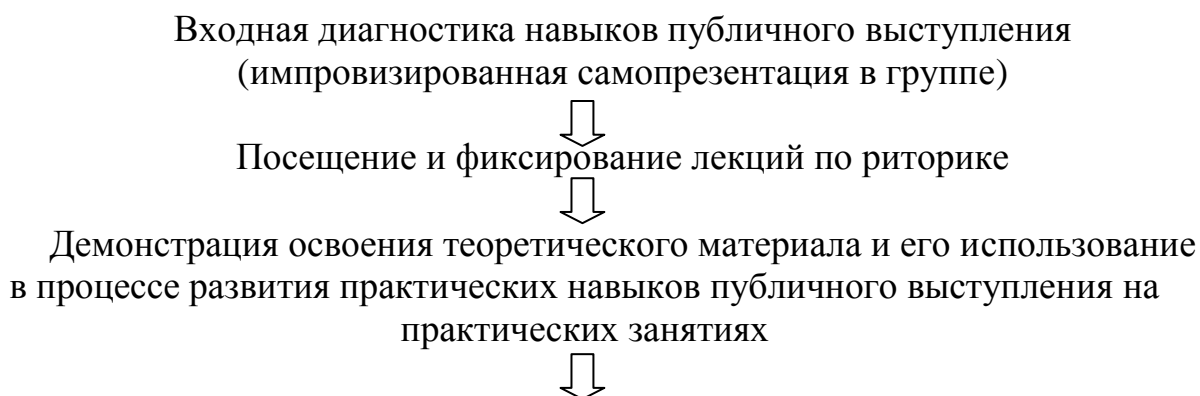 Входная диагностика навыков публичного выступления
(импровизированная самопрезентация в группе)
Посещение и фиксирование лекций по риторике
Демонстрация освоения теоретического материала и его использование
в процессе развития практических навыков публичного выступления на
практических занятиях